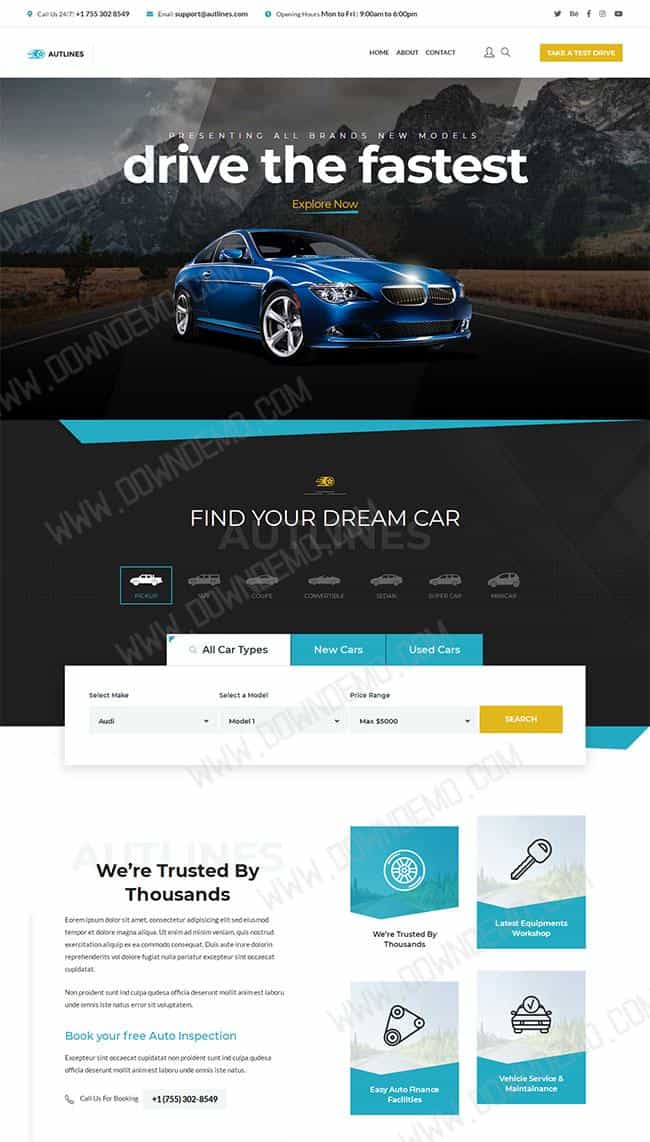 Call Us 24/7: +1 755 302 8549
Email support@autlines.com
Opening Hours Mon to Fri : 9:00am to 6:00pm
AUTLINES
HOME ABOUT CONTACT
TAKE A TEST DRIVE
PRESENTING ALL BRANDS NEW MODELS
drive the fastest
Explore Now
AUTLINES
FIND YOUR DREAM CAR
PICKUP SUV COUPE CONVERTIBLE SEDAN SUPER CAR MINICAR
All Car Types New Cars Used Cars
Select Make Select a Model Price Range
Audi Model 1 Max $5000 SEARCH
AUTLINES
We’re Trusted By
Thousands
Eorem ipsum dolor sit amet, consectetur adipisicing elit sed eiusmod
tempor et dolore magna aliqua. Ut enim ad minim veniam, quis nostrud
exercitation aliquip ex ea commodo consequat. Duis aute irure dolorin
reprehenderits vol dolore fugiat nulla pariatur excepteur sint occaecat
cupidatat.
Non proident sunt ind culpa qudesa officia deserunt mollit anim est laboru
unde omnis iste natus error sit voluptatem.
Book your free Auto Inspection
Excepteur sint occaecat cupidatat non proident sunt ind culpa qudesa
officia deserunt mollit anim est laboru unde omnis iste natus.
Call Us For Booking +1 (755) 302-8549
We’re Trusted By
Thousands
Latest Equipments
Workshop
Easy Auto Finance
Facilities
Vehicle Service &
Maintainance
WWW.DOWNDEMO.COM
WWW.DOWNDEMO.COM
WWW.DOWNDEMO.COM
WWW.DOWNDEMO.COM
WWW.DOWNDEMO.COM